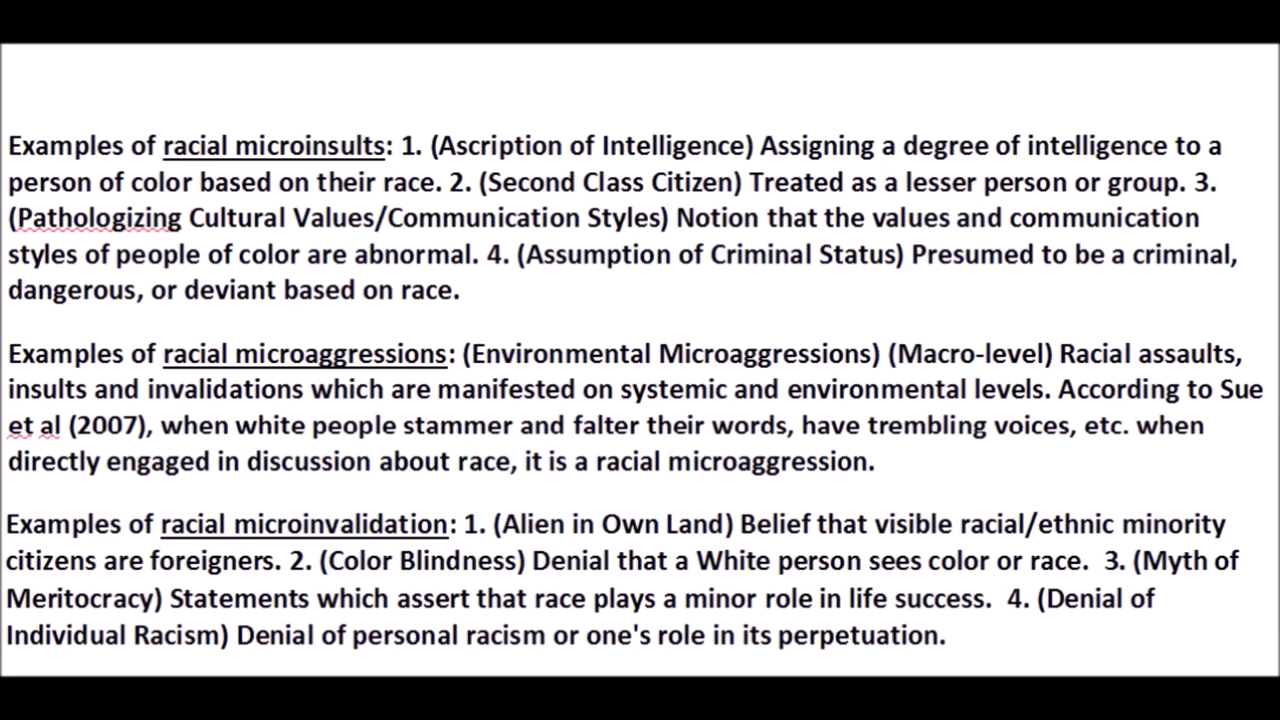 Examples of racial microinsults: 1. (Ascription of Intelligence) Assigning a degree of intelligence to a
person of color based on their race. 2. (Second Class Citizen) Treated as a lesser person or group. 3.
(Pathologizing Cultural Values/Communication Styles) Notion that the values and communication
styles of people of color are abnormal. 4. (Assumption of Criminal Status) Presumed to be a criminal,
dangerous, or deviant based on race.
Examples of racial microaggressions: (Environmental Microaggressions) (Macro-level) Racial assaults,
insults and invalidations which are manifested on systemic and environmental levels. According to Sue
et al (2007), when white people stammer and falter their words, have trembling voices, etc. when
directly engaged in discussion about race, it is a racial microaggression.
Examples of racial microinvalidation: 1. (Alien in Own Land) Belief that visible racial/ethnic minority
citizens are foreigners. 2. (Color Blindness) Denial that a White person sees color or race.  3. (Myth of
Meritocracy) Statements which assert that race plays a minor role in life success.  4. (Denial of
Individual Racism) Denial of personal racism or one's role in its perpetuation.